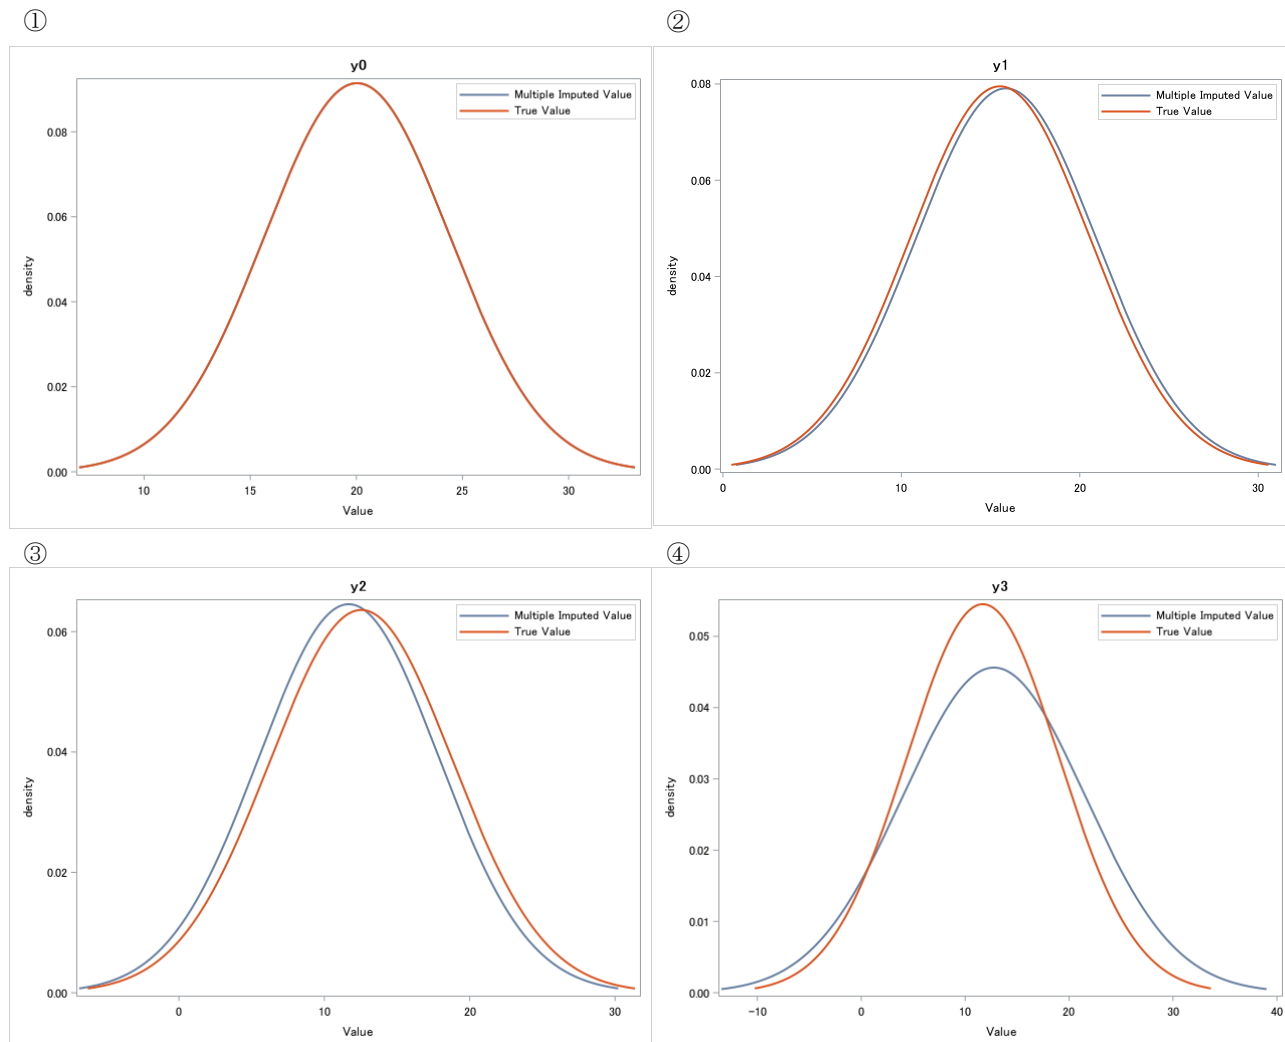 ①
y0
Multiple Imputed Value
True Value
density
0.08
0.06
0.04
0.02
0.00
10 15 20 25 30
Value
②
y1
Multiple Imputed Value
True Value
density
0.08
0.06
0.04
0.02
0.00
0 10 20 30
Value
③
y2
Multiple Imputed Value
True Value
density
0.06
0.04
0.02
0.00
0 10 20 30
Value
④
y3
Multiple Imputed Value
True Value
density
0.05
0.04
0.03
0.02
0.01
0.00
−10 0 10 20 30 40
Value